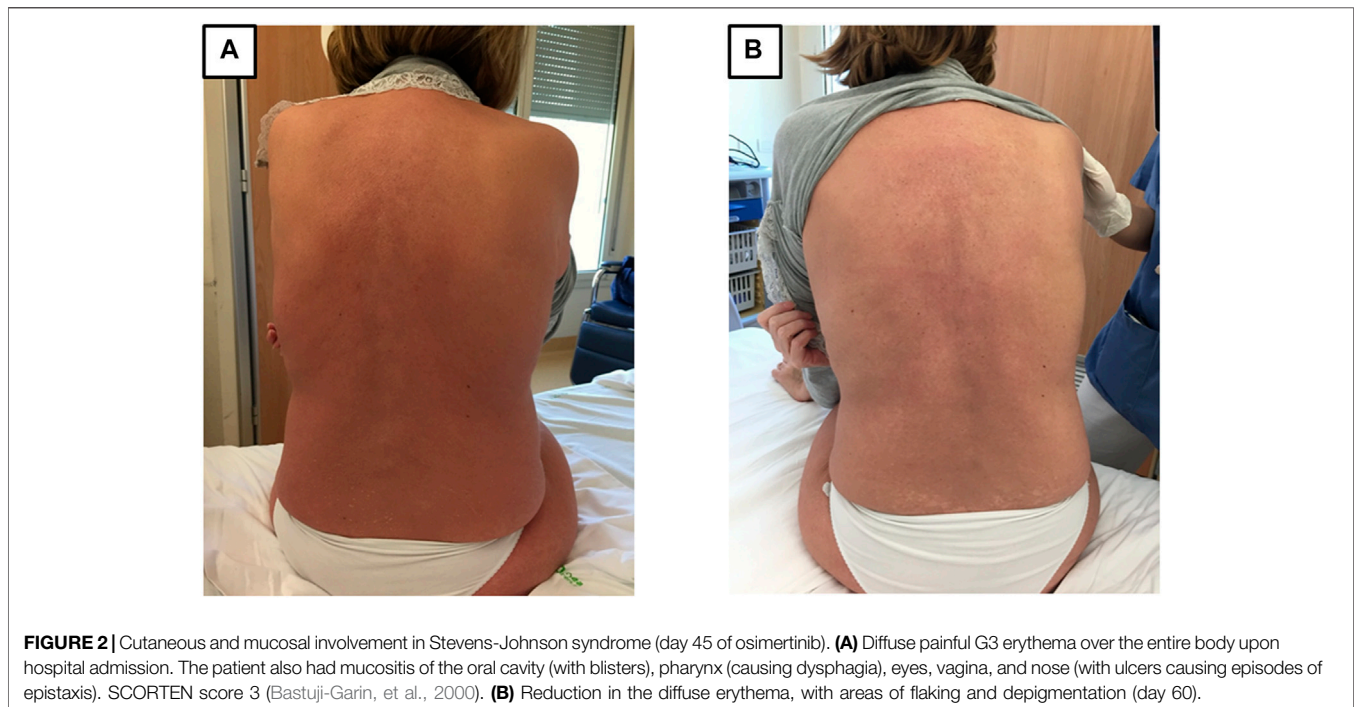 A
B
FIGURE 2 | Cutaneous and mucosal involvement in Stevens-Johnson syndrome (day 45 of osimertinib). (A) Diffuse painful G3 erythema over the entire body upon
hospital admission. The patient also had mucositis of the oral cavity (with blisters), pharynx (causing dysphagia), eyes, vagina, and nose (with ulcers causing episodes of
epistaxis). SCORTEN score 3 (Bastuji-Garin, et al., 2000). (B) Reduction in the diffuse erythema, with areas of flaking and depigmentation (day 60).